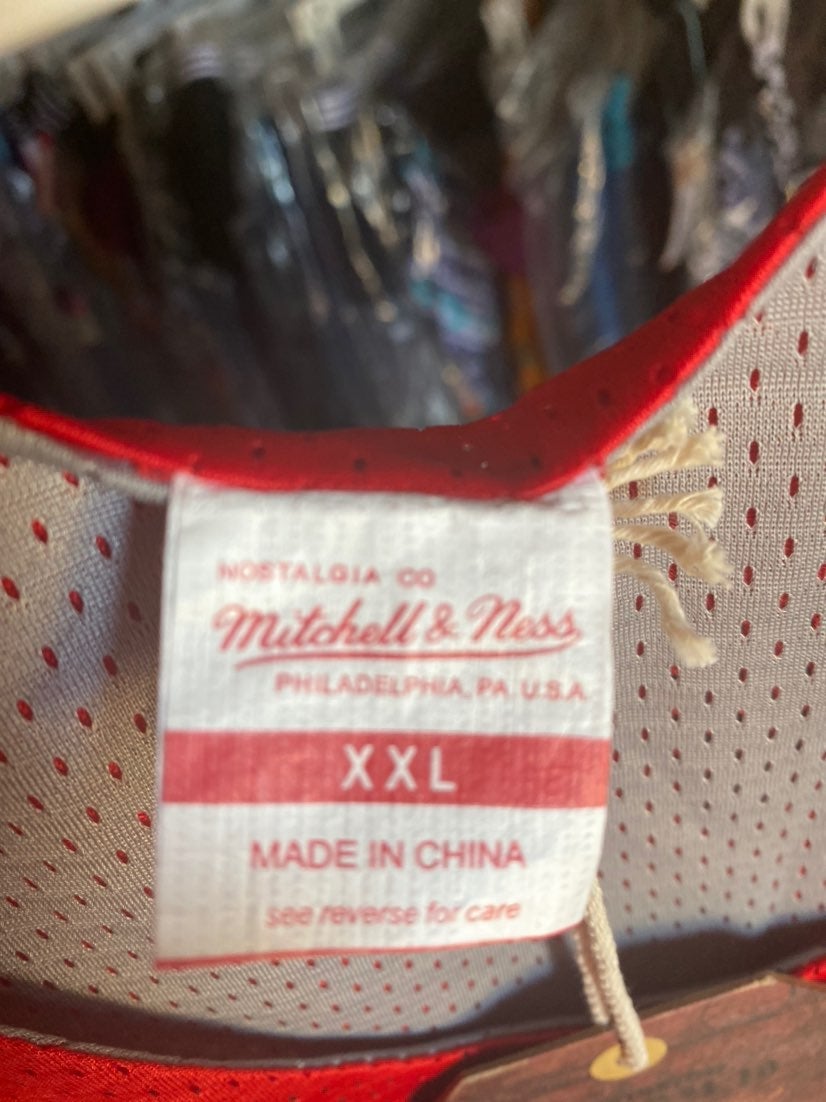 NOSTALGIA CO
Mitchell & Ness
PHILADELPHIA, PA U.S.A.
XXL
MADE IN CHINA
see reverse for care